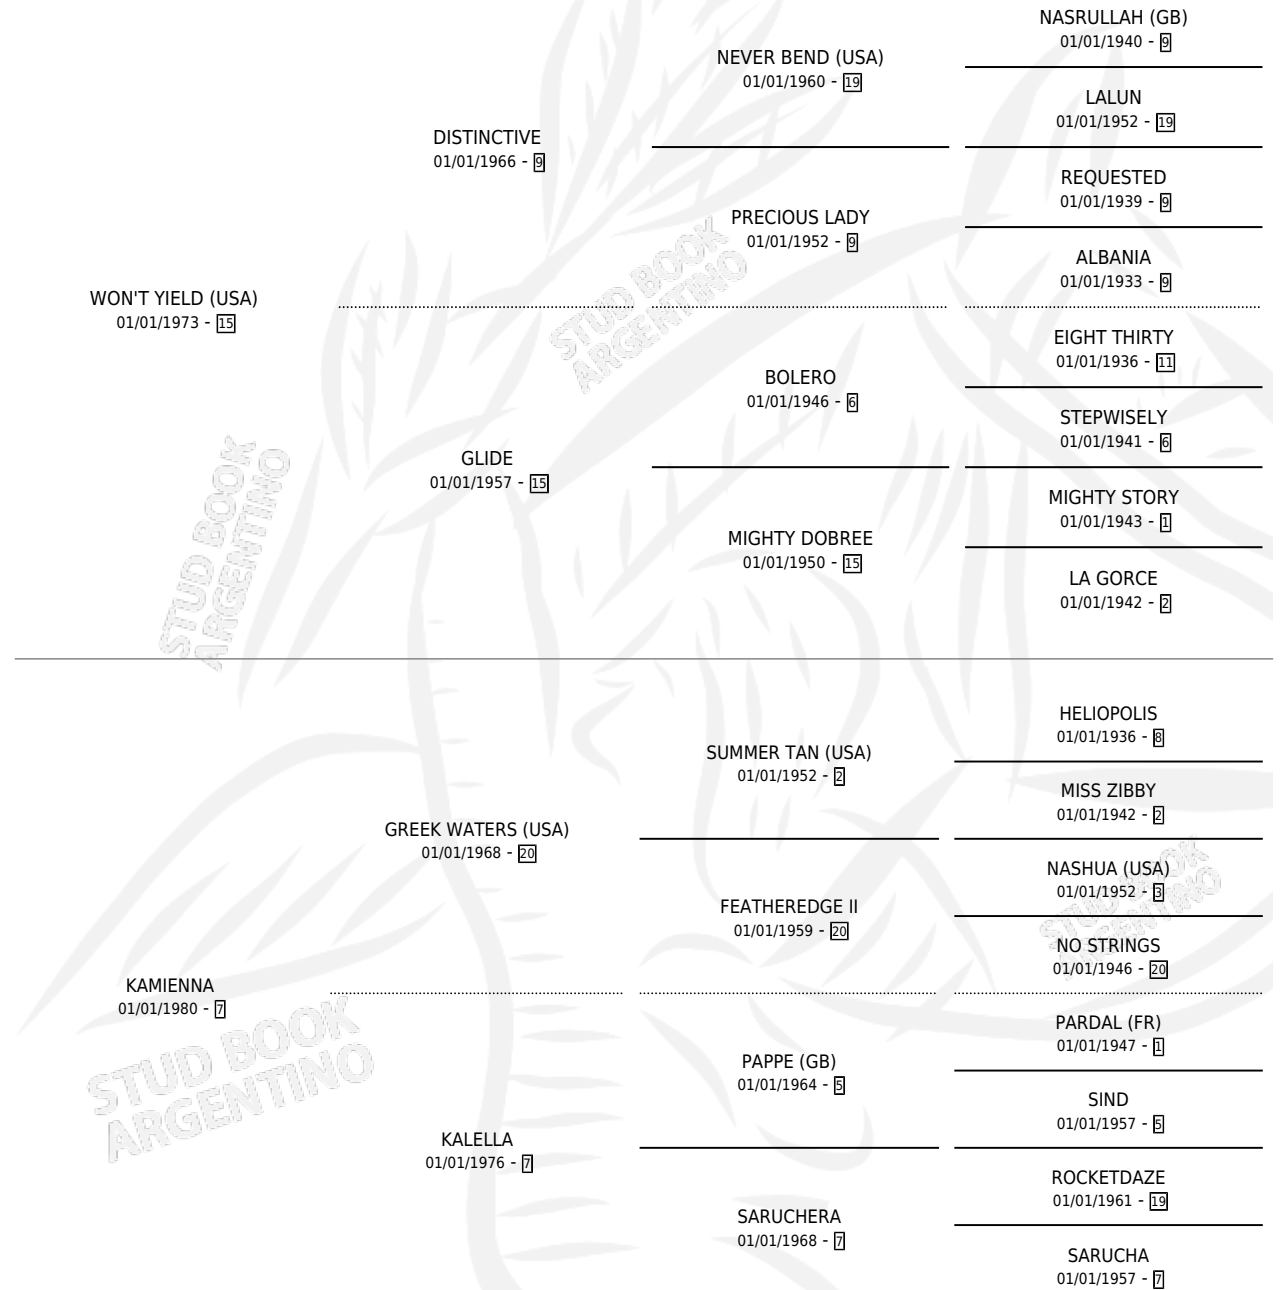 NASRULLAH (GB)
01/01/1940 - 9
NEVER BEND (USA)
01/01/1960 - 19
LALUN
01/01/1952 - 19
DISTINCTIVE
01/01/1966 - 9
REQUESTED
01/01/1939 - 9
PRECIOUS LADY
01/01/1952 - 9
ALBANIA
01/01/1933 - 9
WON'T YIELD (USA)
01/01/1973 - 15
STUD BOOK
ARGENTINO
EIGHT THIRTY
01/01/1936 - 11
BOLERO
01/01/1946 - 6
STEPWISELY
01/01/1941 - 6
GLIDE
01/01/1957 - 15
STUD BOOK
ARGENTINO
MIGHTY STORY
01/01/1943 - 1
MIGHTY DOBREE
01/01/1950 - 15
LA GORCE
01/01/1942 - 2
HELIOPOLIS
01/01/1936 - 8
SUMMER TAN (USA)
01/01/1952 - 2
MISS ZIBBY
01/01/1942 - 2
GREEK WATERS (USA)
01/01/1968 - 20
NASHUA (USA)
01/01/1952 - 3
STUD BOOK
ARGENTINO
FEATHEREDGE II
01/01/1959 - 20
NO STRINGS
01/01/1946 - 20
KAMIENNA
01/01/1980 - 7
STUD BOOK
ARGENTINO
PARDAL (FR)
01/01/1947 - 1
PAPPE (GB)
01/01/1964 - 5
SIND
01/01/1957 - 5
KALELLA
01/01/1976 - 7
ROCKETDAZE
01/01/1961 - 19
SARUCHERA
01/01/1968 - 7
SARUCHA
01/01/1957 - 7